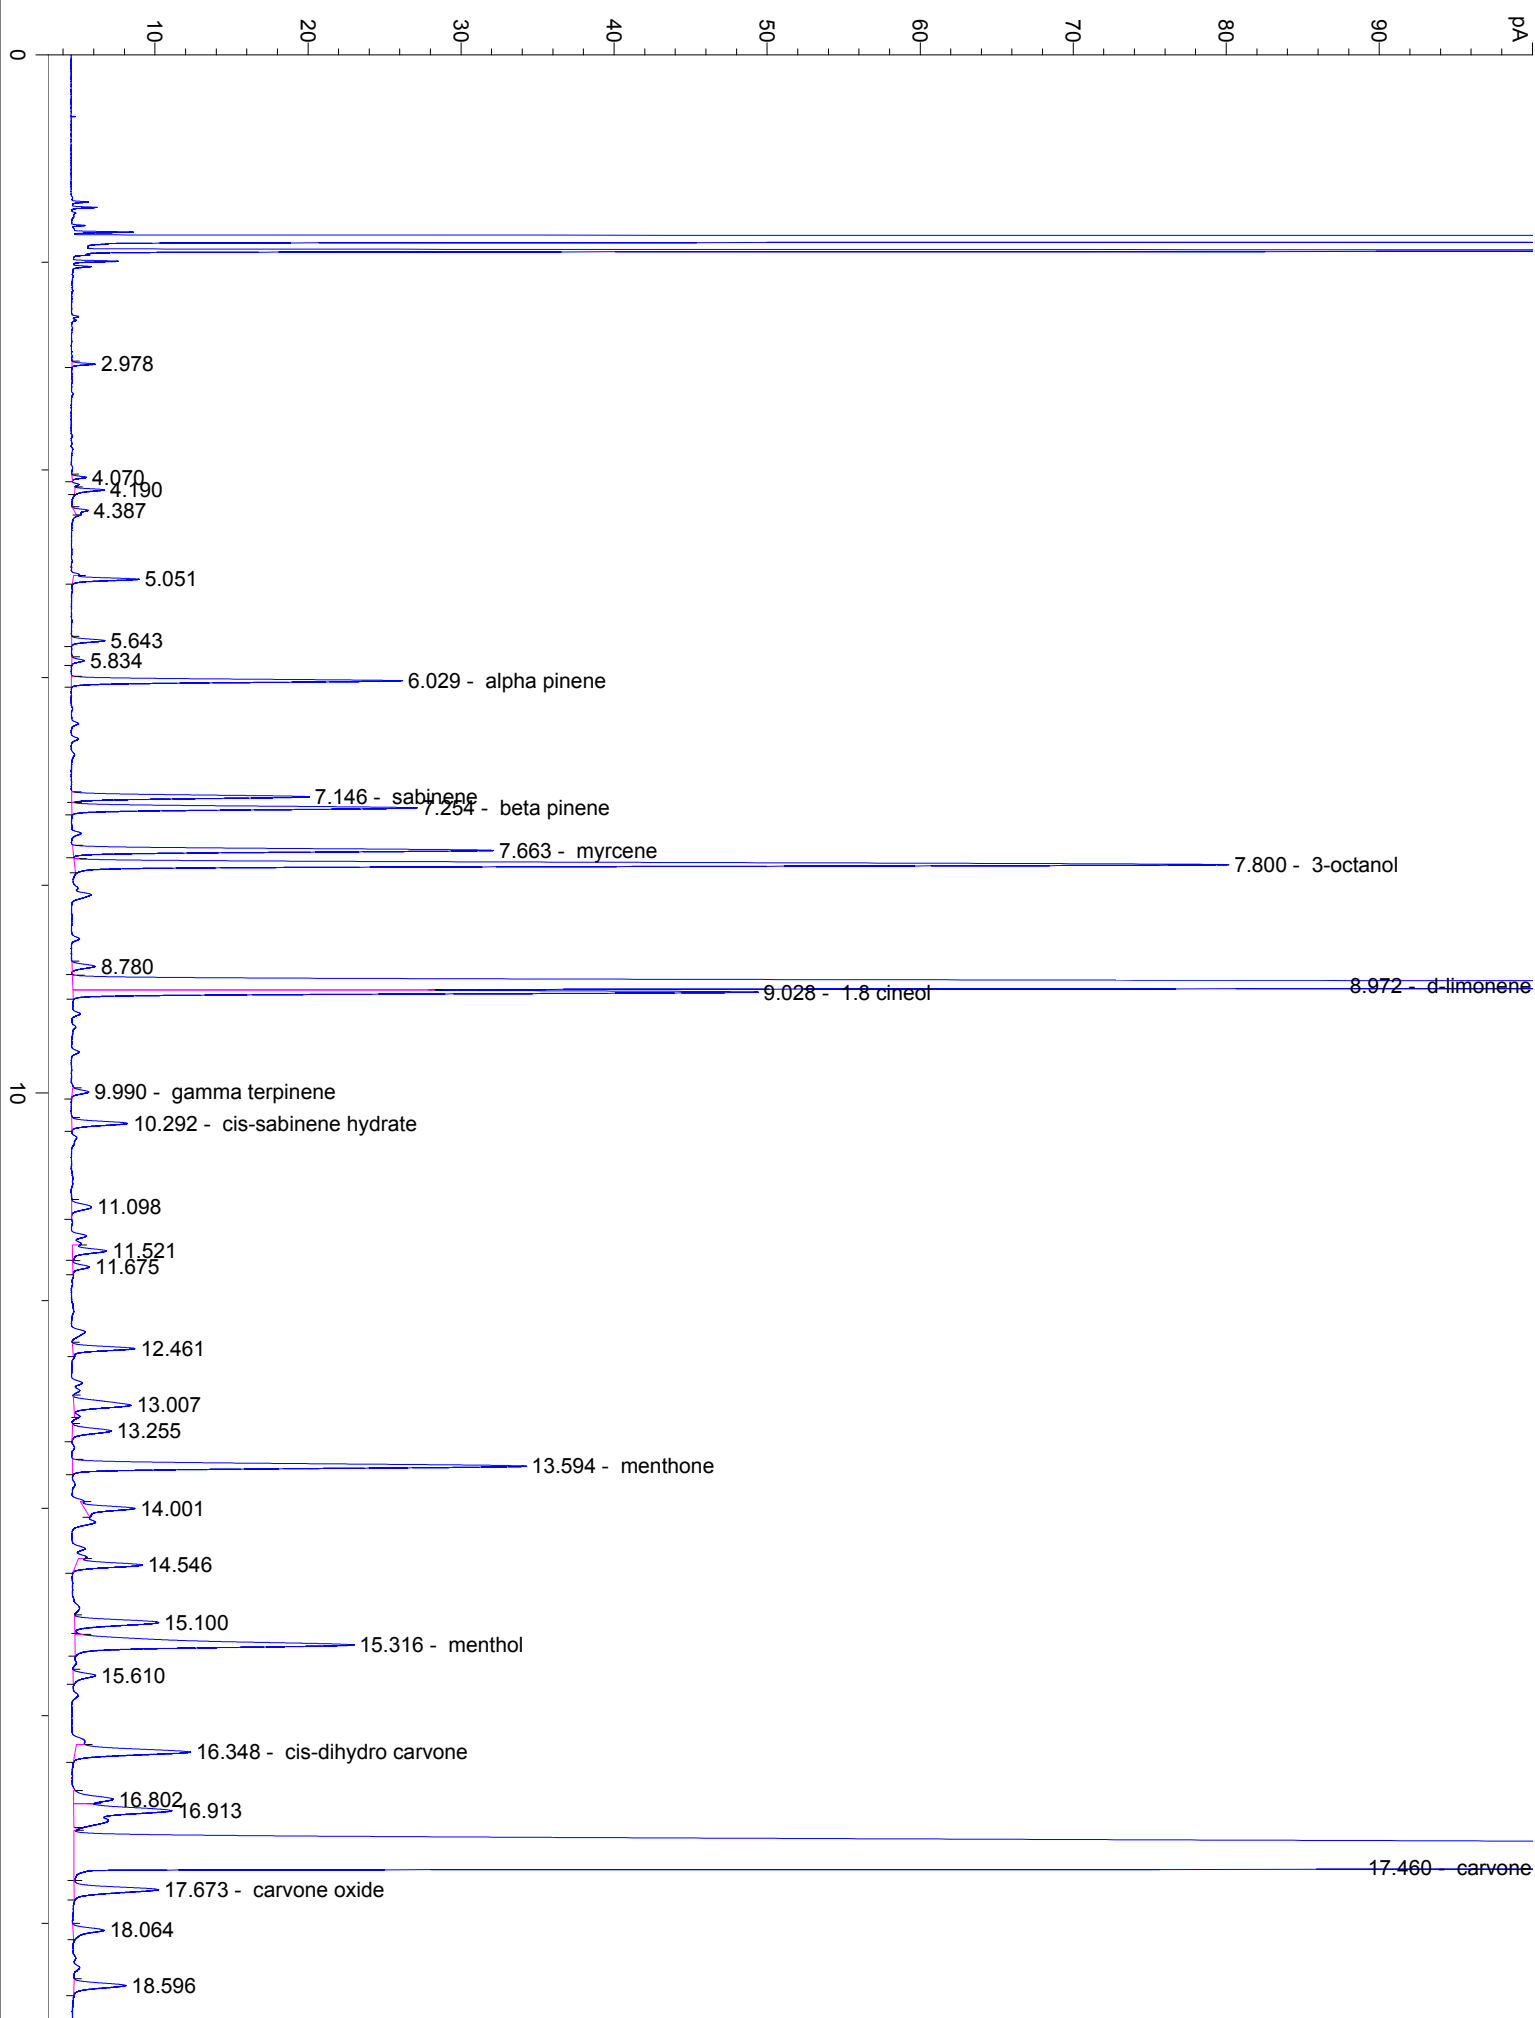 pA
10
20
30
40
50
60
70
80
90
0
2.978
4.070
4.190
4.387
5.051
5.643
5.834
6.029 - alpha pinene
7.146 - sabinene
7.254 - beta pinene
7.663 - myrcene
7.800 - 3-octanol
8.780
8.972 - d-limonene
9.028 - 1.8 cineol
10
9.990 - gamma terpinene
10.292 - cis-sabinene hydrate
11.098
11.521
11.675
12.461
13.007
13.255
13.594 - menthone
14.001
14.546
15.100
15.316 - menthol
15.610
16.348 - cis-dihydro carvone
16.802
16.913
17.460 - carvone
17.673 - carvone oxide
18.064
18.596